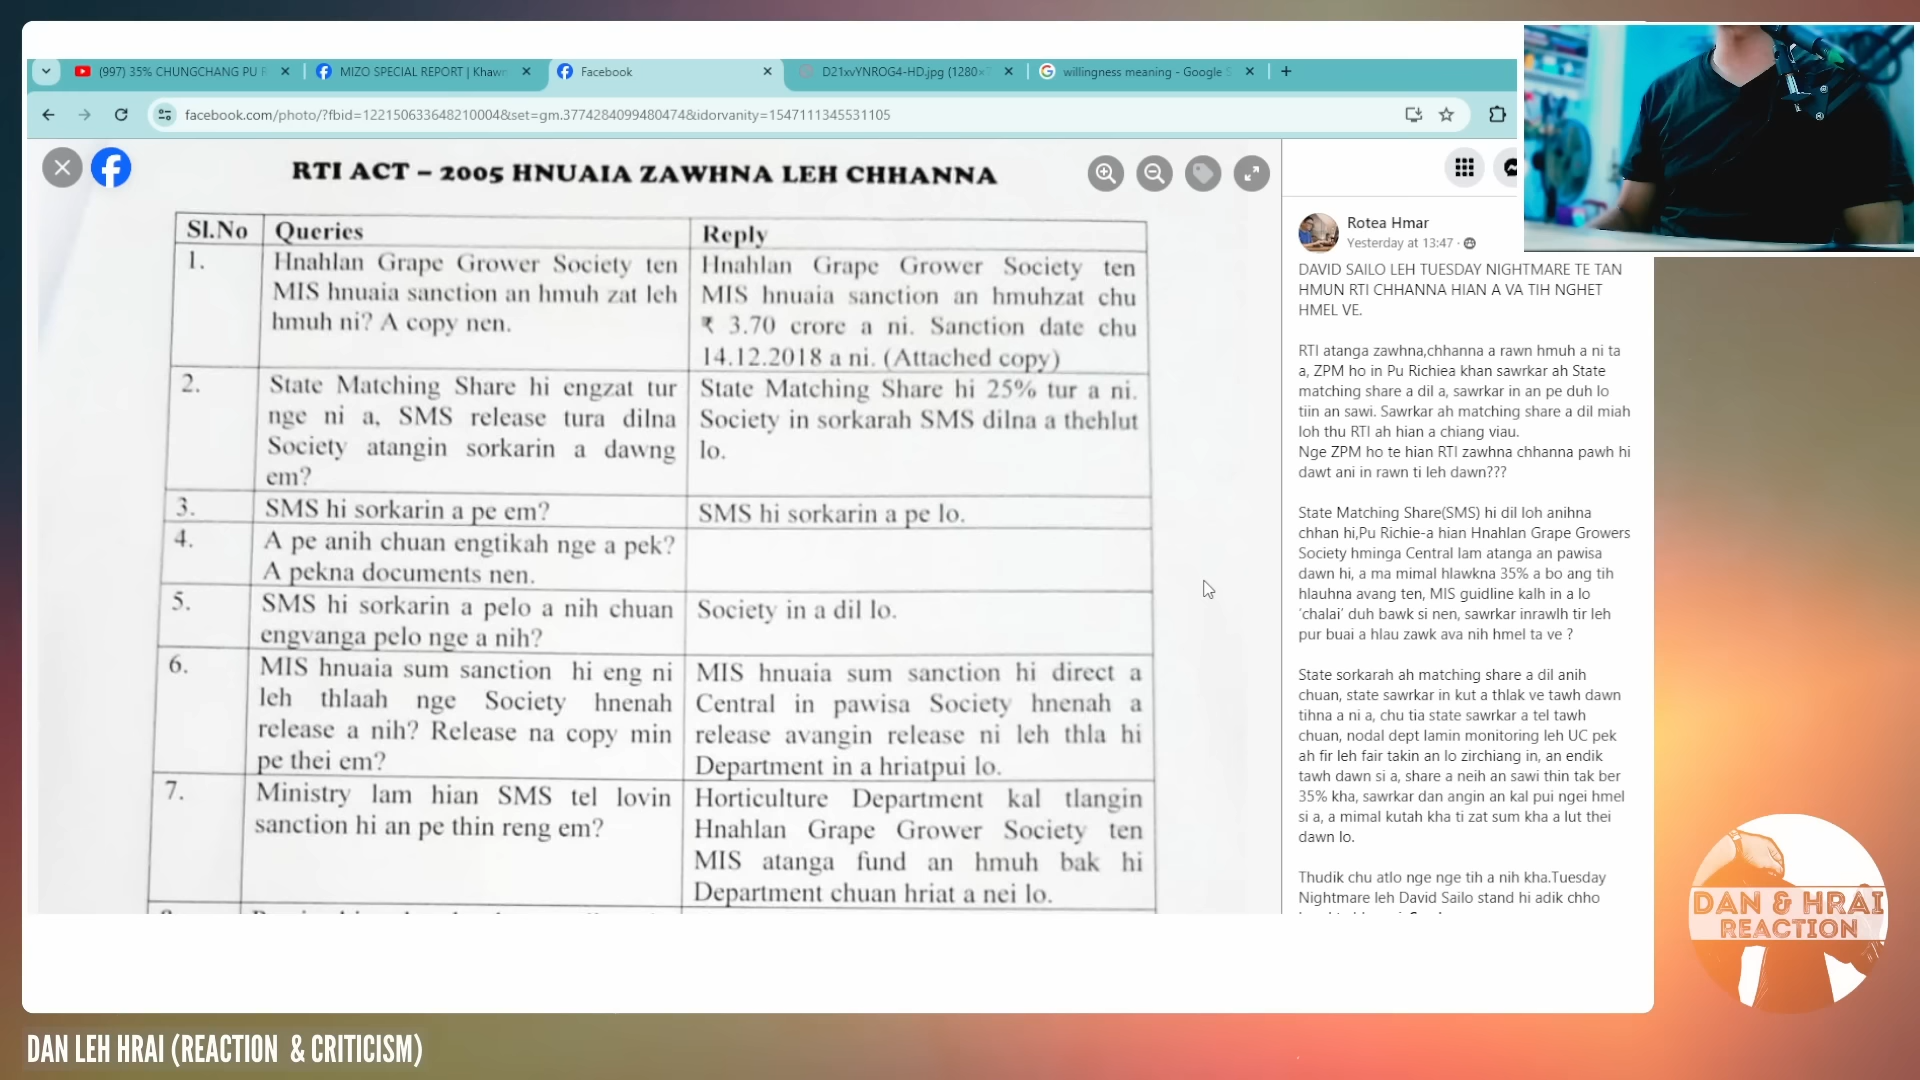 (997) 35% CHUNGCHANG PU
MIZO SPECIAL REPORT | Khawn
Facebook
D21xvYNROG4-HD.jpg (1280×
willingness meaning - Google
facebook.com/photo/?fbid=122150633648210004&set=gm.3774284099480474&idorvanity=1547111345531105
RTI ACT – 2005 HNUAIA ZAWHNA LEH CHHANNA
Sl.No Queries Reply
1. Hnahlan Grape Grower Society ten
MIS hnuaia sanction an hmuh zat leh
hmuh ni? A copy nen.
Hnahlan Grape Grower Society ten
MIS hnuaia sanction an hmuhzat chu
₹ 3.70 crore a ni. Sanction date chu
14.12.2018 a ni. (Attached copy)
2. State Matching Share hi engzat tur
nge ni a, SMS release tura dilna
Society atangin sorkarin a dawng
em?
State Matching Share hi 25% tur a ni.
Society in sorkarah SMS dilna a thehlut
lo.
3. SMS hi sorkarin a pe em?
SMS hi sorkarin a pe lo.
4. A pe anih chuan engtikah nge a pek?
A pekna documents nen.
5. SMS hi sorkarin a pelo a nih chuan
engvanga pelo nge a nih?
Society in a dil lo.
6. MIS hnuaia sum sanction hi eng ni
leh thlaah nge Society hnenah
release a nih? Release na copy min
pe thei em?
MIS hnuaia sum sanction hi direct a
Central in pawisa Society hnenah a
release avangin release ni leh thla hi
Department in a hriatpui lo.
7. Ministry lam hian SMS tel lovin
sanction hi an pe thin reng em?
Horticulture Department kal tlangin
Hnahlan Grape Grower Society ten
MIS atanga fund an hmuh bak hi
Department chuan hriat a nei lo.
Rotea Hmar
Yesterday at 13:47 ·
DAVID SAILO LEH TUESDAY NIGHTMARE TE TAN
HMUN RTI CHHANNA HIAN A VA TIH NGHET
HMEL VE.
RTI atanga zawhna,chhanna a rawn hmuh a ni ta
a, ZPM ho in Pu Richiea khan sawrkar ah State
matching share a dil a, sawrkar in an pe duh lo
tiin an sawi. Sawrkar ah matching share a dil miah
loh thu RTI ah hian a chiang viau.
Nge ZPM ho te hian RTI zawhna chhanna pawh hi
dawt ani in rawn ti leh dawn???
State Matching Share(SMS) hi dil loh anihna
chhan hi,Pu Richie-a hian Hnahlan Grape Growers
Society hminga Central lam atanga an pawisa
dawn hi, a ma mimal hlawkna 35% a bo ang tih
hlauhna avang ten, MIS guidline kalh in a lo
‘chalai’ duh bawk si nen, sawrkar inrawlh tir leh
pur buai a hlau zawk ava nih hmel ta ve ?
State sorkarah ah matching share a dil anih
chuan, state sawrkar in kut a thlak ve tawh dawn
tihna a ni a, chu tia state sawrkar a tel tawh
chuan, nodal dept lamin monitoring leh UC pek
ah fir leh fair takin an lo zirchiang in, an endik
tawh dawn si a, share a neih an sawi thin tak ber
35% kha, sawrkar dan angin an kal pui ngei hmel
si a, a mimal kutah kha ti zat sum kha a lut thei
dawn lo.
Thudik chu atlo nge nge tih a nih kha.Tuesday
Nightmare leh David Sailo stand hi adik chho
DAN & HRAI
REACTION
DAN LEH HRAI (REACTION & CRITICISM)